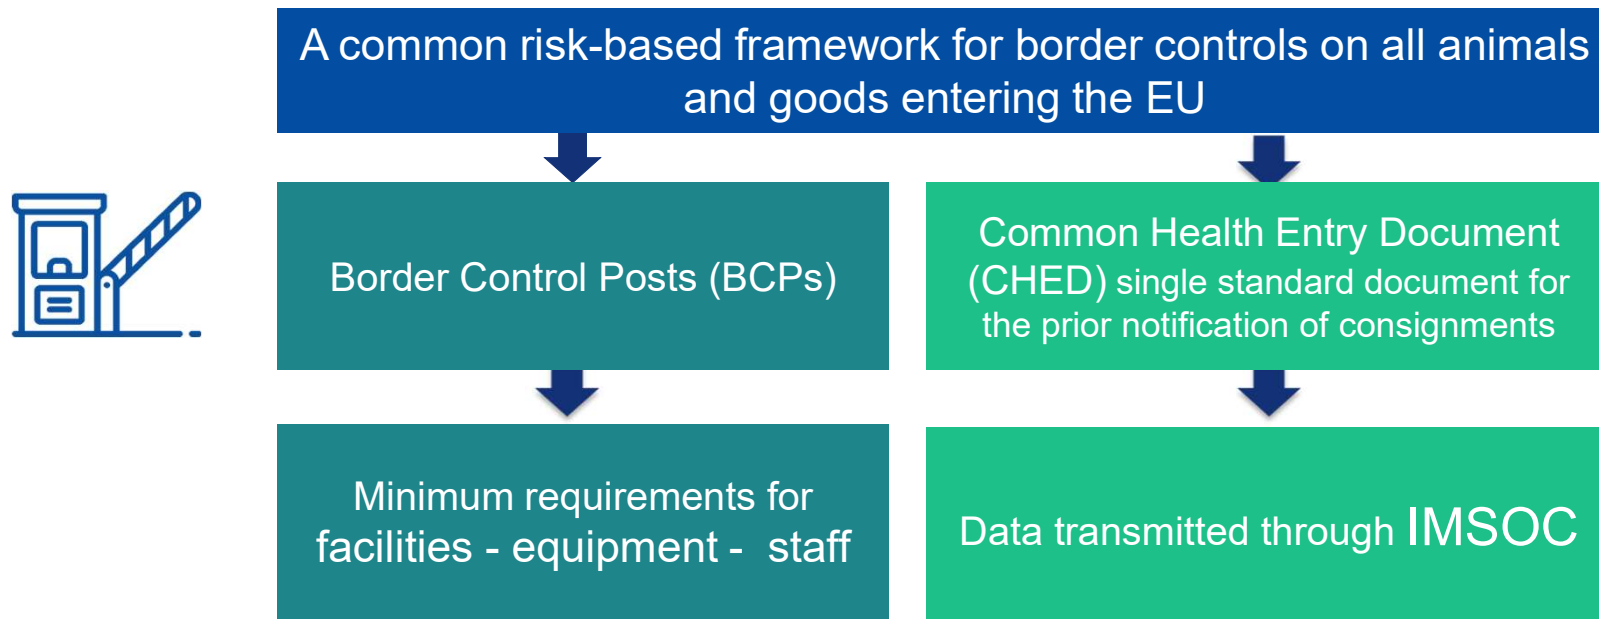 A common risk-based framework for border controls on all animals
and goods entering the EU
Border Control Posts (BCPs)
Common Health Entry Document
(CHED) single standard document for
the prior notification of consignments
Minimum requirements for
facilities - equipment - staff
Data transmitted through IMSOC